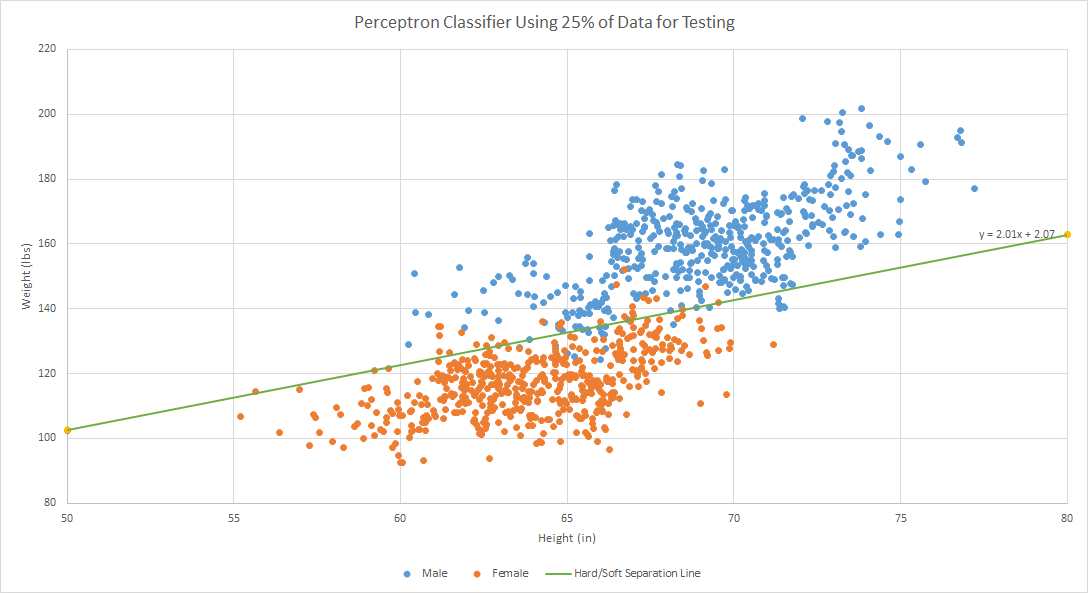 Perceptron Classifier Using 25% of Data for Testing
220
200
180
160
140
120
100
80
Weight (lbs)
y = 2.01x + 2.07
50 55 60 65 70 75 80
Height (in)
Male Female Hard/Soft Separation Line